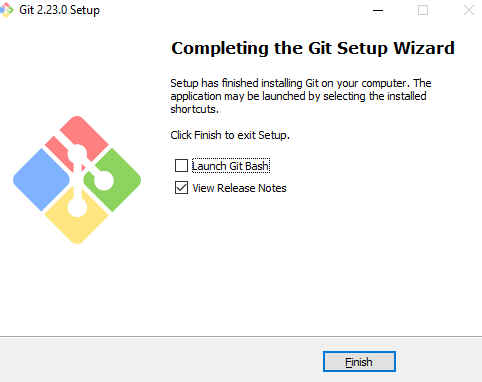 Git 2.23.0 Setup
Completing the Git Setup Wizard
Setup has finished installing Git on your computer. The
application may be launched by selecting the installed
shortcuts.
Click Finish to exit Setup.
Launch Git Bash
View Release Notes
Finish